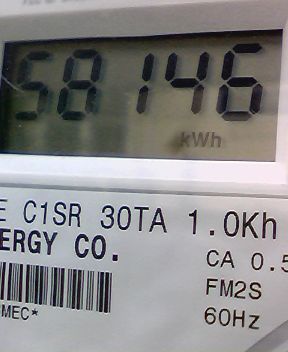 58146
kWh
E C1SR 30TA 1.0Kh
ERGY CO.
CA 0.5
FM2S
MEC*
60Hz